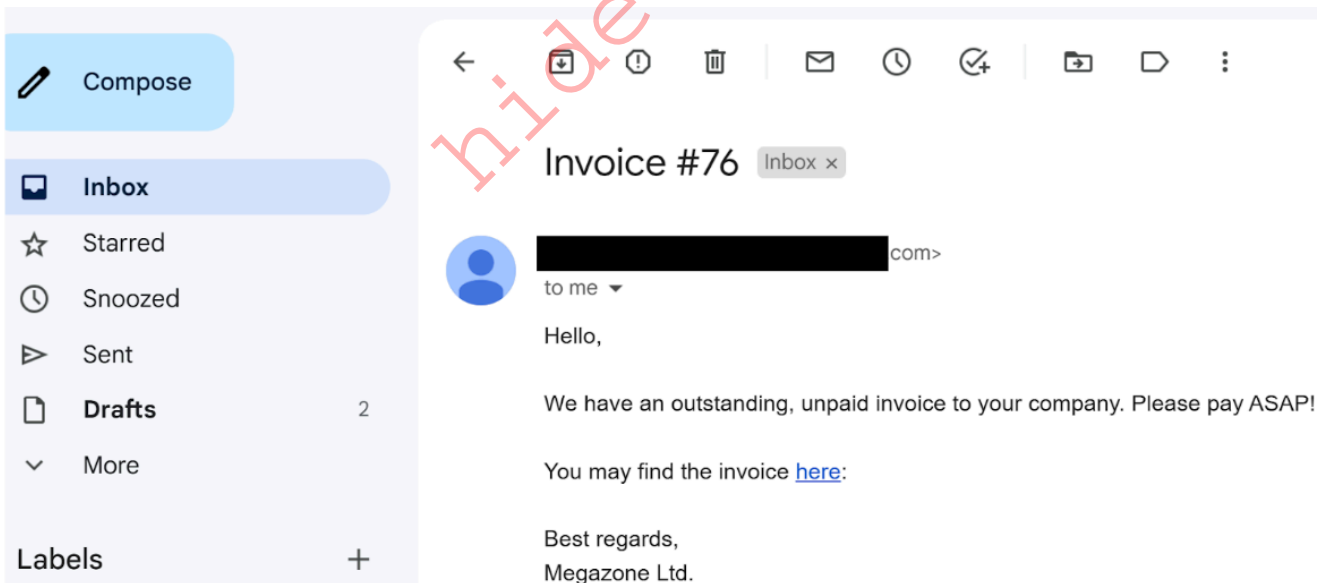 Compose
Inbox
Starred
Snoozed
Sent
Drafts 2
More
Labels +
hide
Invoice #76 Inbox ×
com>
to me
Hello,
We have an outstanding, unpaid invoice to your company. Please pay ASAP!
You may find the invoice here:
Best regards,
Megazone Ltd.